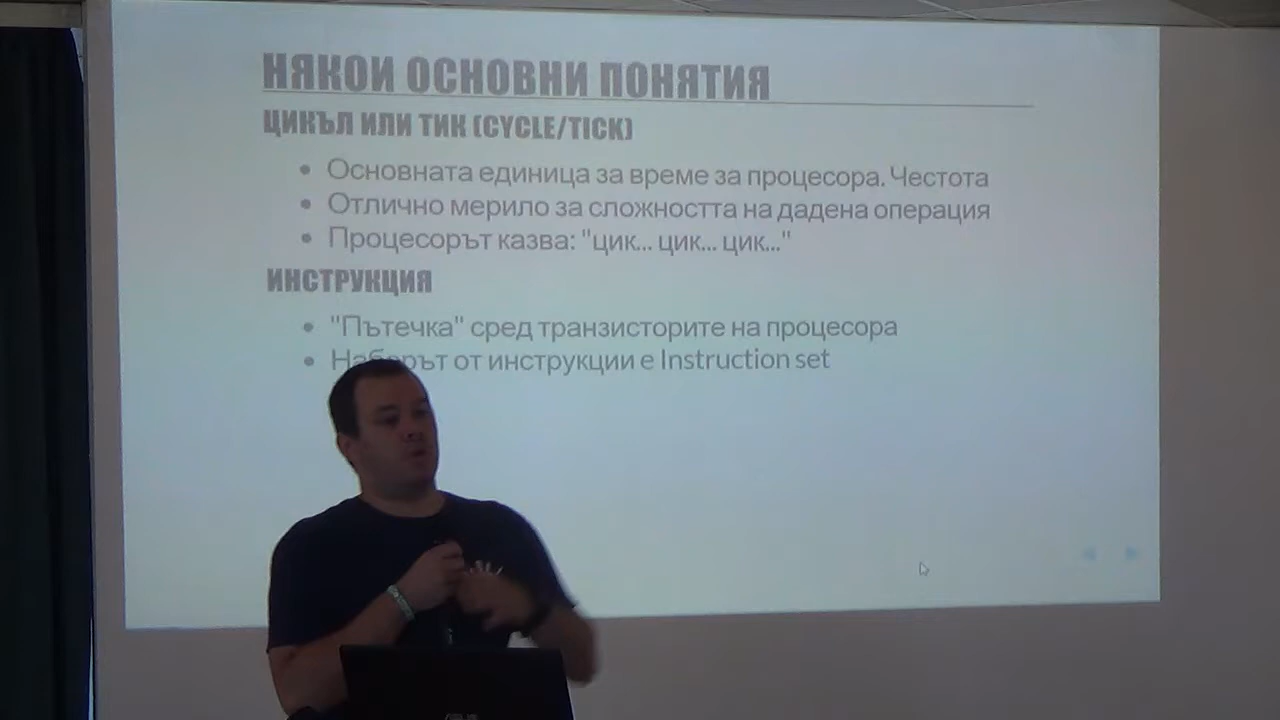 НЯКОИ ОСНОВНИ ПОНЯТИЯ
ЦИКЪЛ ИЛИ ТИК (CYCLE/TICK)
• Основната единица за време за процесора. Честота
• Отлично мерило за сложността на дадена операция
• Процесорът казва: "цик... цик... цик..."
ИНСТРУКЦИЯ
• "Пътечка" сред транзисторите на процесора
• Наборът от инструкции е Instruction set